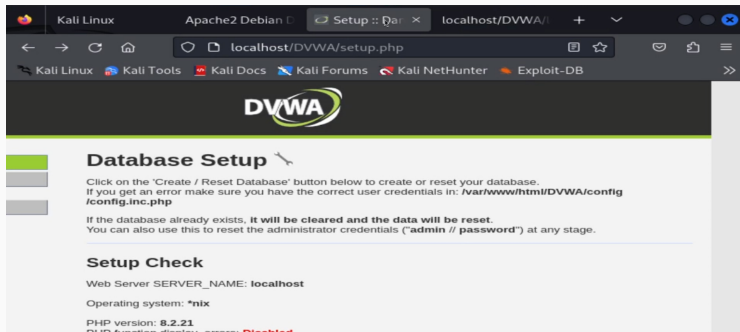 Kali Linux
Apache2 Debian D
Setup :: Dam
localhost/DVWA/
localhost/DVWA/setup.php
Kali Linux
Kali Tools
Kali Docs
Kali Forums
Kali NetHunter
Exploit-DB
DVWA
Database Setup
Click on the 'Create / Reset Database' button below to create or reset your database.
If you get an error make sure you have the correct user credentials in: /var/www/html/DVWA/config
/config.inc.php
If the database already exists, it will be cleared and the data will be reset.
You can also use this to reset the administrator credentials ("admin // password") at any stage.
Setup Check
Web Server SERVER_NAME: localhost
Operating system: *nix
PHP version: 8.2.21
PHP function display_errors: Disabled